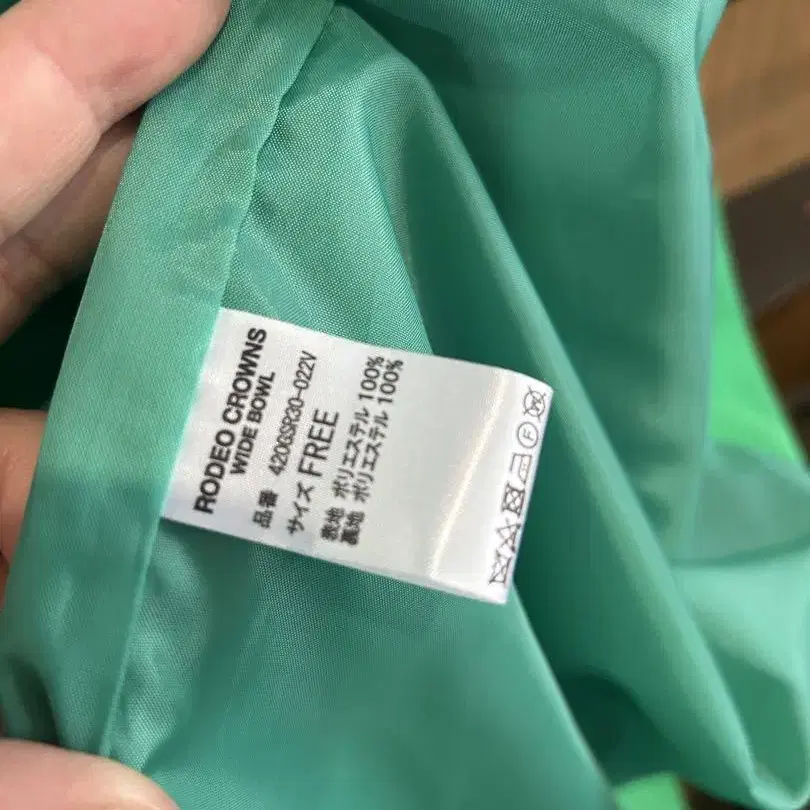 RODEO CROWNS
WIDE BOWL
品番 420GSR30-022V
サイズ FREE
表地 ポリエステル 100%
裏地 ポリエステル 100%
F